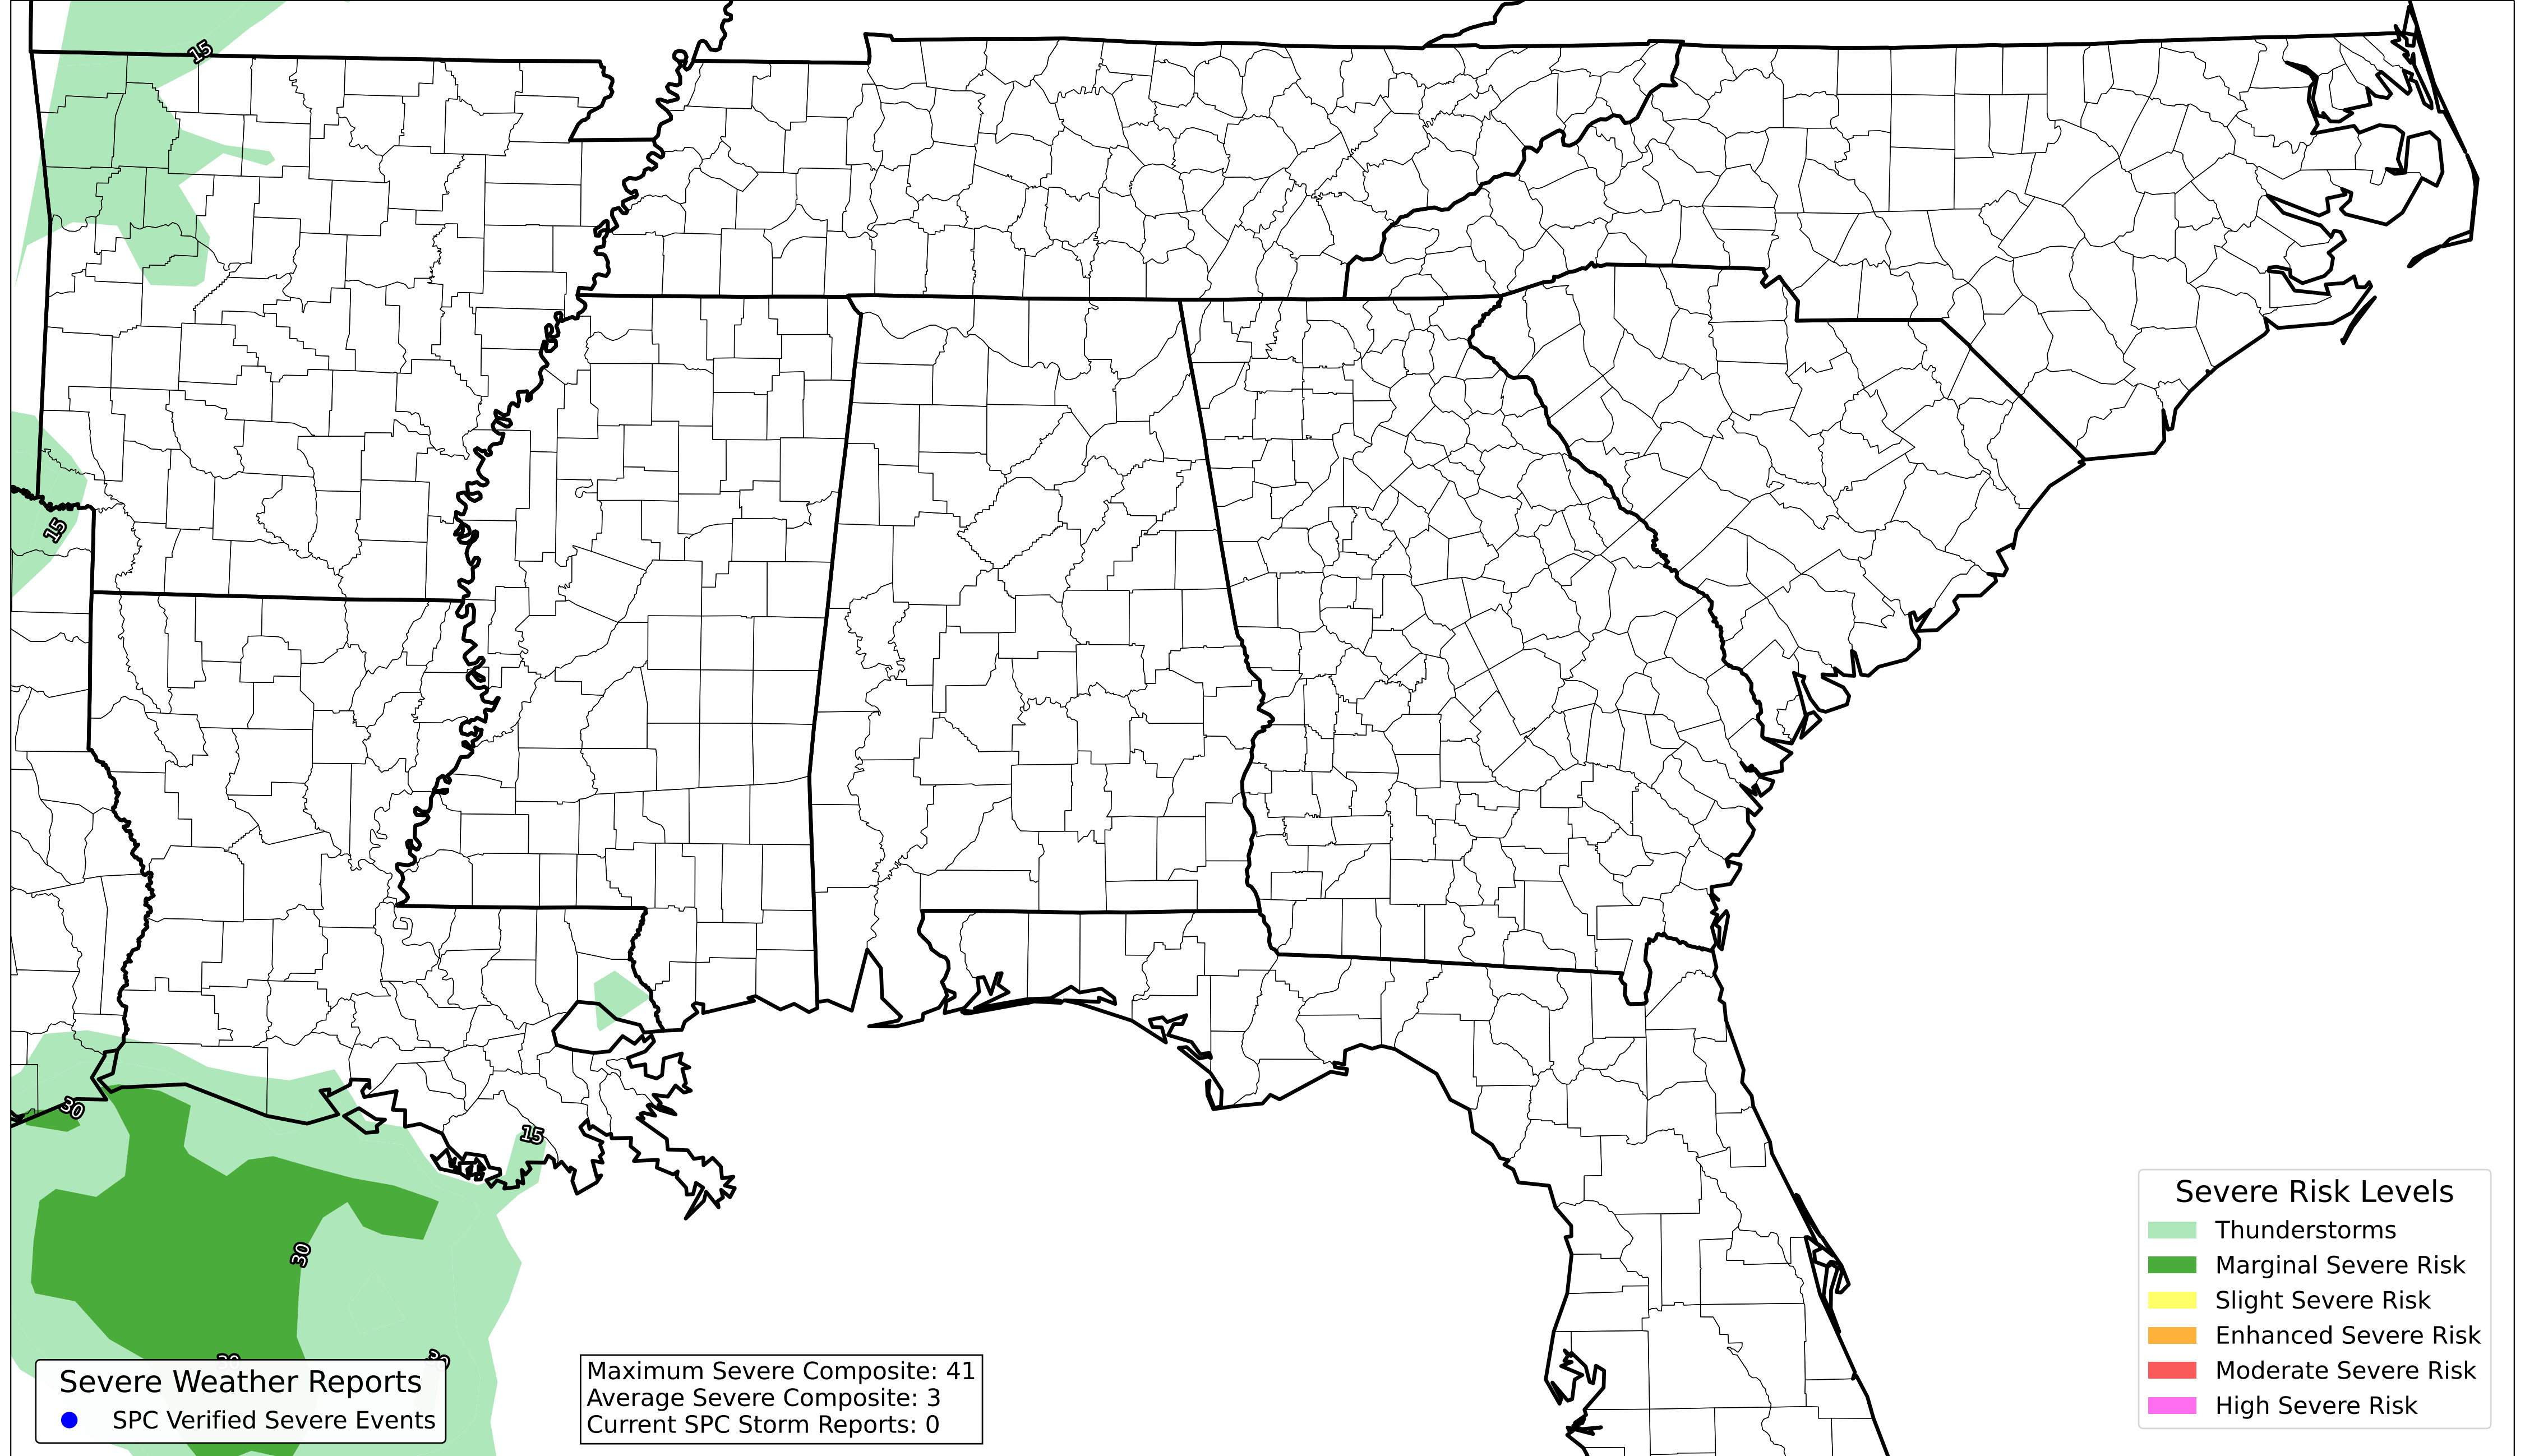 15
15
30
15
30
30
Severe Weather Reports
SPC Verified Severe Events
Maximum Severe Composite: 41
Average Severe Composite: 3
Current SPC Storm Reports: 0
Severe Risk Levels
Thunderstorms
Marginal Severe Risk
Slight Severe Risk
Enhanced Severe Risk
Moderate Severe Risk
High Severe Risk